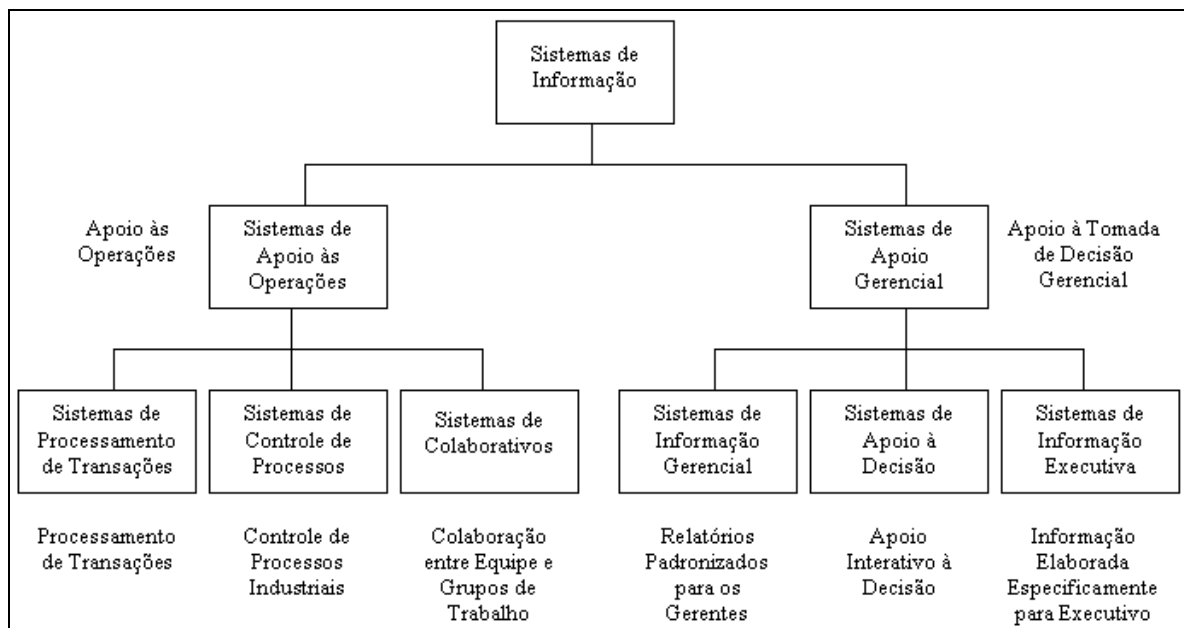 Sistemas de
Informação
Apoio às
Operações
Sistemas de
Apoio às
Operações
Sistemas de
Apoio
Gerencial
Apoio à Tomada
de Decisão
Gerencial
Sistemas de
Processamento
de Transações
Sistemas de
Controle de
Processos
Sistemas de
Colaborativos
Sistemas de
Informação
Gerencial
Sistemas de
Apoio à
Decisão
Sistemas de
Informação
Executiva
Processamento
de Transações
Controle de
Processos
Industriais
Colaboração
entre Equipe e
Grupos de
Trabalho
Relatórios
Padronizados
para os
Gerentes
Apoio
Interativo à
Decisão
Informação
Elaborada
Especificamente
para Executivo